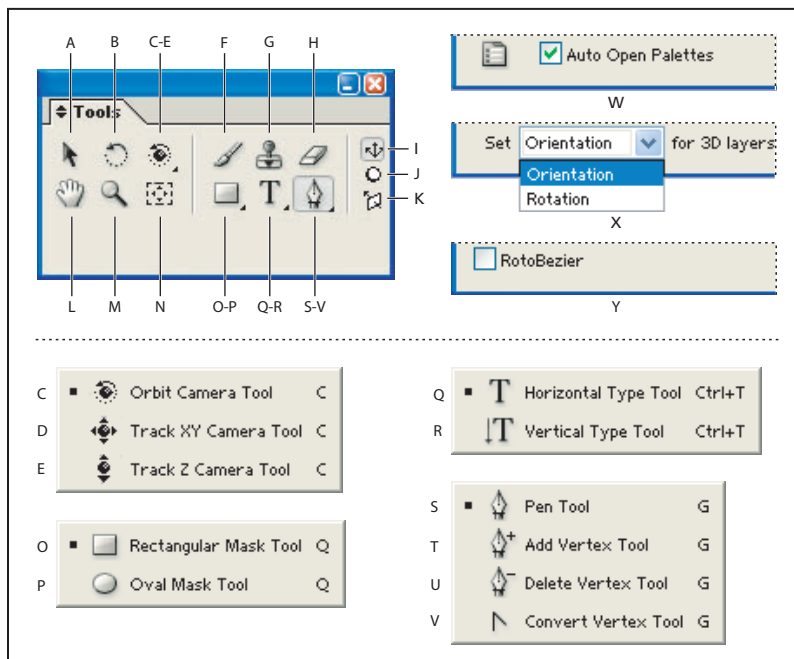 A B C-E F G H
Tools
I
J
K
L M N O-P Q-R S-V
Auto Open Palettes
W
Set Orientation for 3D layers
Orientation
Rotation
X
RotoBezier
Y
C Orbit Camera Tool C
D Track XY Camera Tool C
E Track Z Camera Tool C
O Rectangular Mask Tool Q
P Oval Mask Tool Q
Q T Horizontal Type Tool Ctrl+T
R T Vertical Type Tool Ctrl+T
S Pen Tool G
T Add Vertex Tool G
U Delete Vertex Tool G
V Convert Vertex Tool G